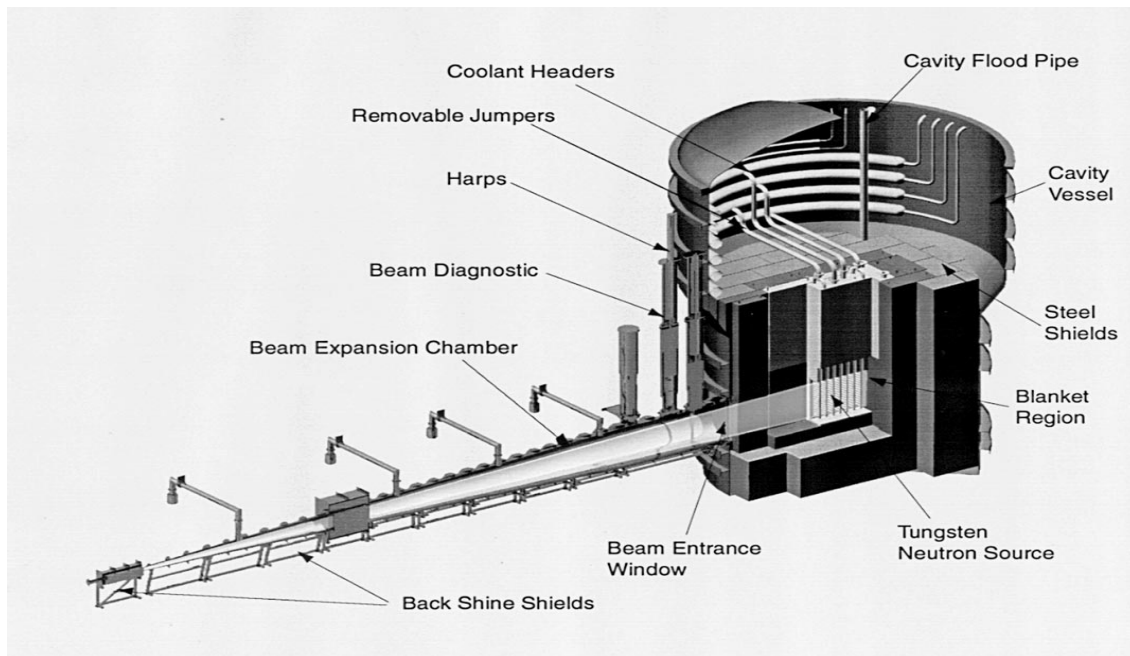 Cavity Flood Pipe
Coolant Headers
Removable Jumpers
Harps
Cavity
Vessel
Beam Diagnostic
Steel
Shields
Beam Expansion Chamber
Blanket
Region
Tungsten
Neutron Source
Beam Entrance
Window
Back Shine Shields